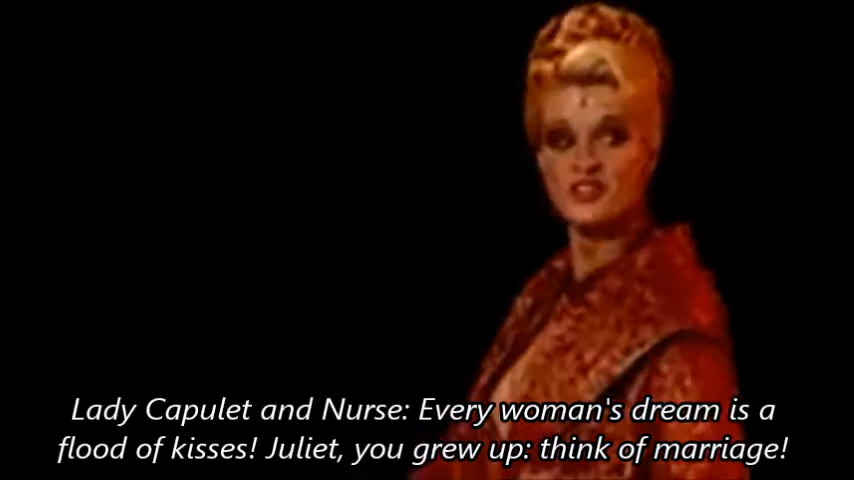 Lady Capulet and Nurse: Every woman's dream is a
flood of kisses! Juliet, you grew up: think of marriage!